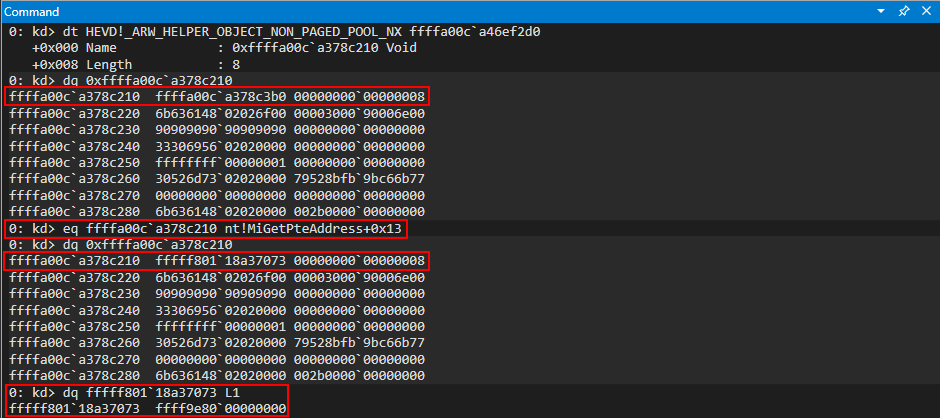 Command
0: kd> dt HEVD!_ARW_HELPER_OBJECT_NON_PAGED_POOL_NX ffffa00c`a46ef2d0
+0x000 Name : 0xffffa00c`a378c210 Void
+0x008 Length : 8
0: kd> dq 0xffffa00c`a378c210
ffffa00c`a378c210 ffffa00c`a378c3b0 00000000`00000008
ffffa00c`a378c220 6b636148`02026f00 00003000`90006e00
ffffa00c`a378c230 90909090`90909090 00000000`00000000
ffffa00c`a378c240 33306956`02020000 00000000`00000000
ffffa00c`a378c250 ffffffff`00000001 00000000`00000000
ffffa00c`a378c260 30526d73`02020000 79528bfb`9bc66b77
ffffa00c`a378c270 00000000`00000000 00000000`00000000
ffffa00c`a378c280 6b636148`02020000 002b0000`00000000
0: kd> eq ffffa00c`a378c210 nt!MiGetPteAddress+0x13
0: kd> dq 0xffffa00c`a378c210
ffffa00c`a378c210 fffff801`18a37073 00000000`00000008
ffffa00c`a378c220 6b636148`02026f00 00003000`90006e00
ffffa00c`a378c230 90909090`90909090 00000000`00000000
ffffa00c`a378c240 33306956`02020000 00000000`00000000
ffffa00c`a378c250 ffffffff`00000001 00000000`00000000
ffffa00c`a378c260 30526d73`02020000 79528bfb`9bc66b77
ffffa00c`a378c270 00000000`00000000 00000000`00000000
ffffa00c`a378c280 6b636148`02020000 002b0000`00000000
0: kd> dq fffff801`18a37073 L1
fffff801`18a37073 ffff9e80`00000000